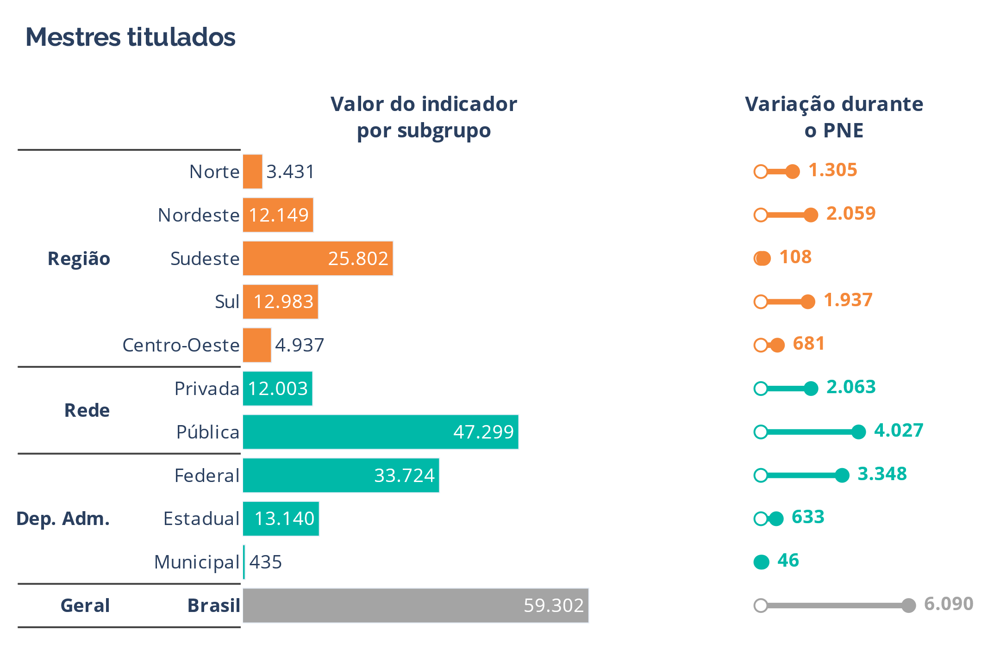 Mestres titulados
Valor do indicador
por subgrupo
Variação durante
o PNE
Região
Norte 3.431 1.305
Nordeste 12.149 2.059
Sudeste 25.802 108
Sul 12.983 1.937
Centro-Oeste 4.937 681
Rede
Privada 12.003 2.063
Pública 47.299 4.027
Dep. Adm.
Federal 33.724 3.348
Estadual 13.140 633
Municipal 435 46
Geral Brasil 59.302 6.090